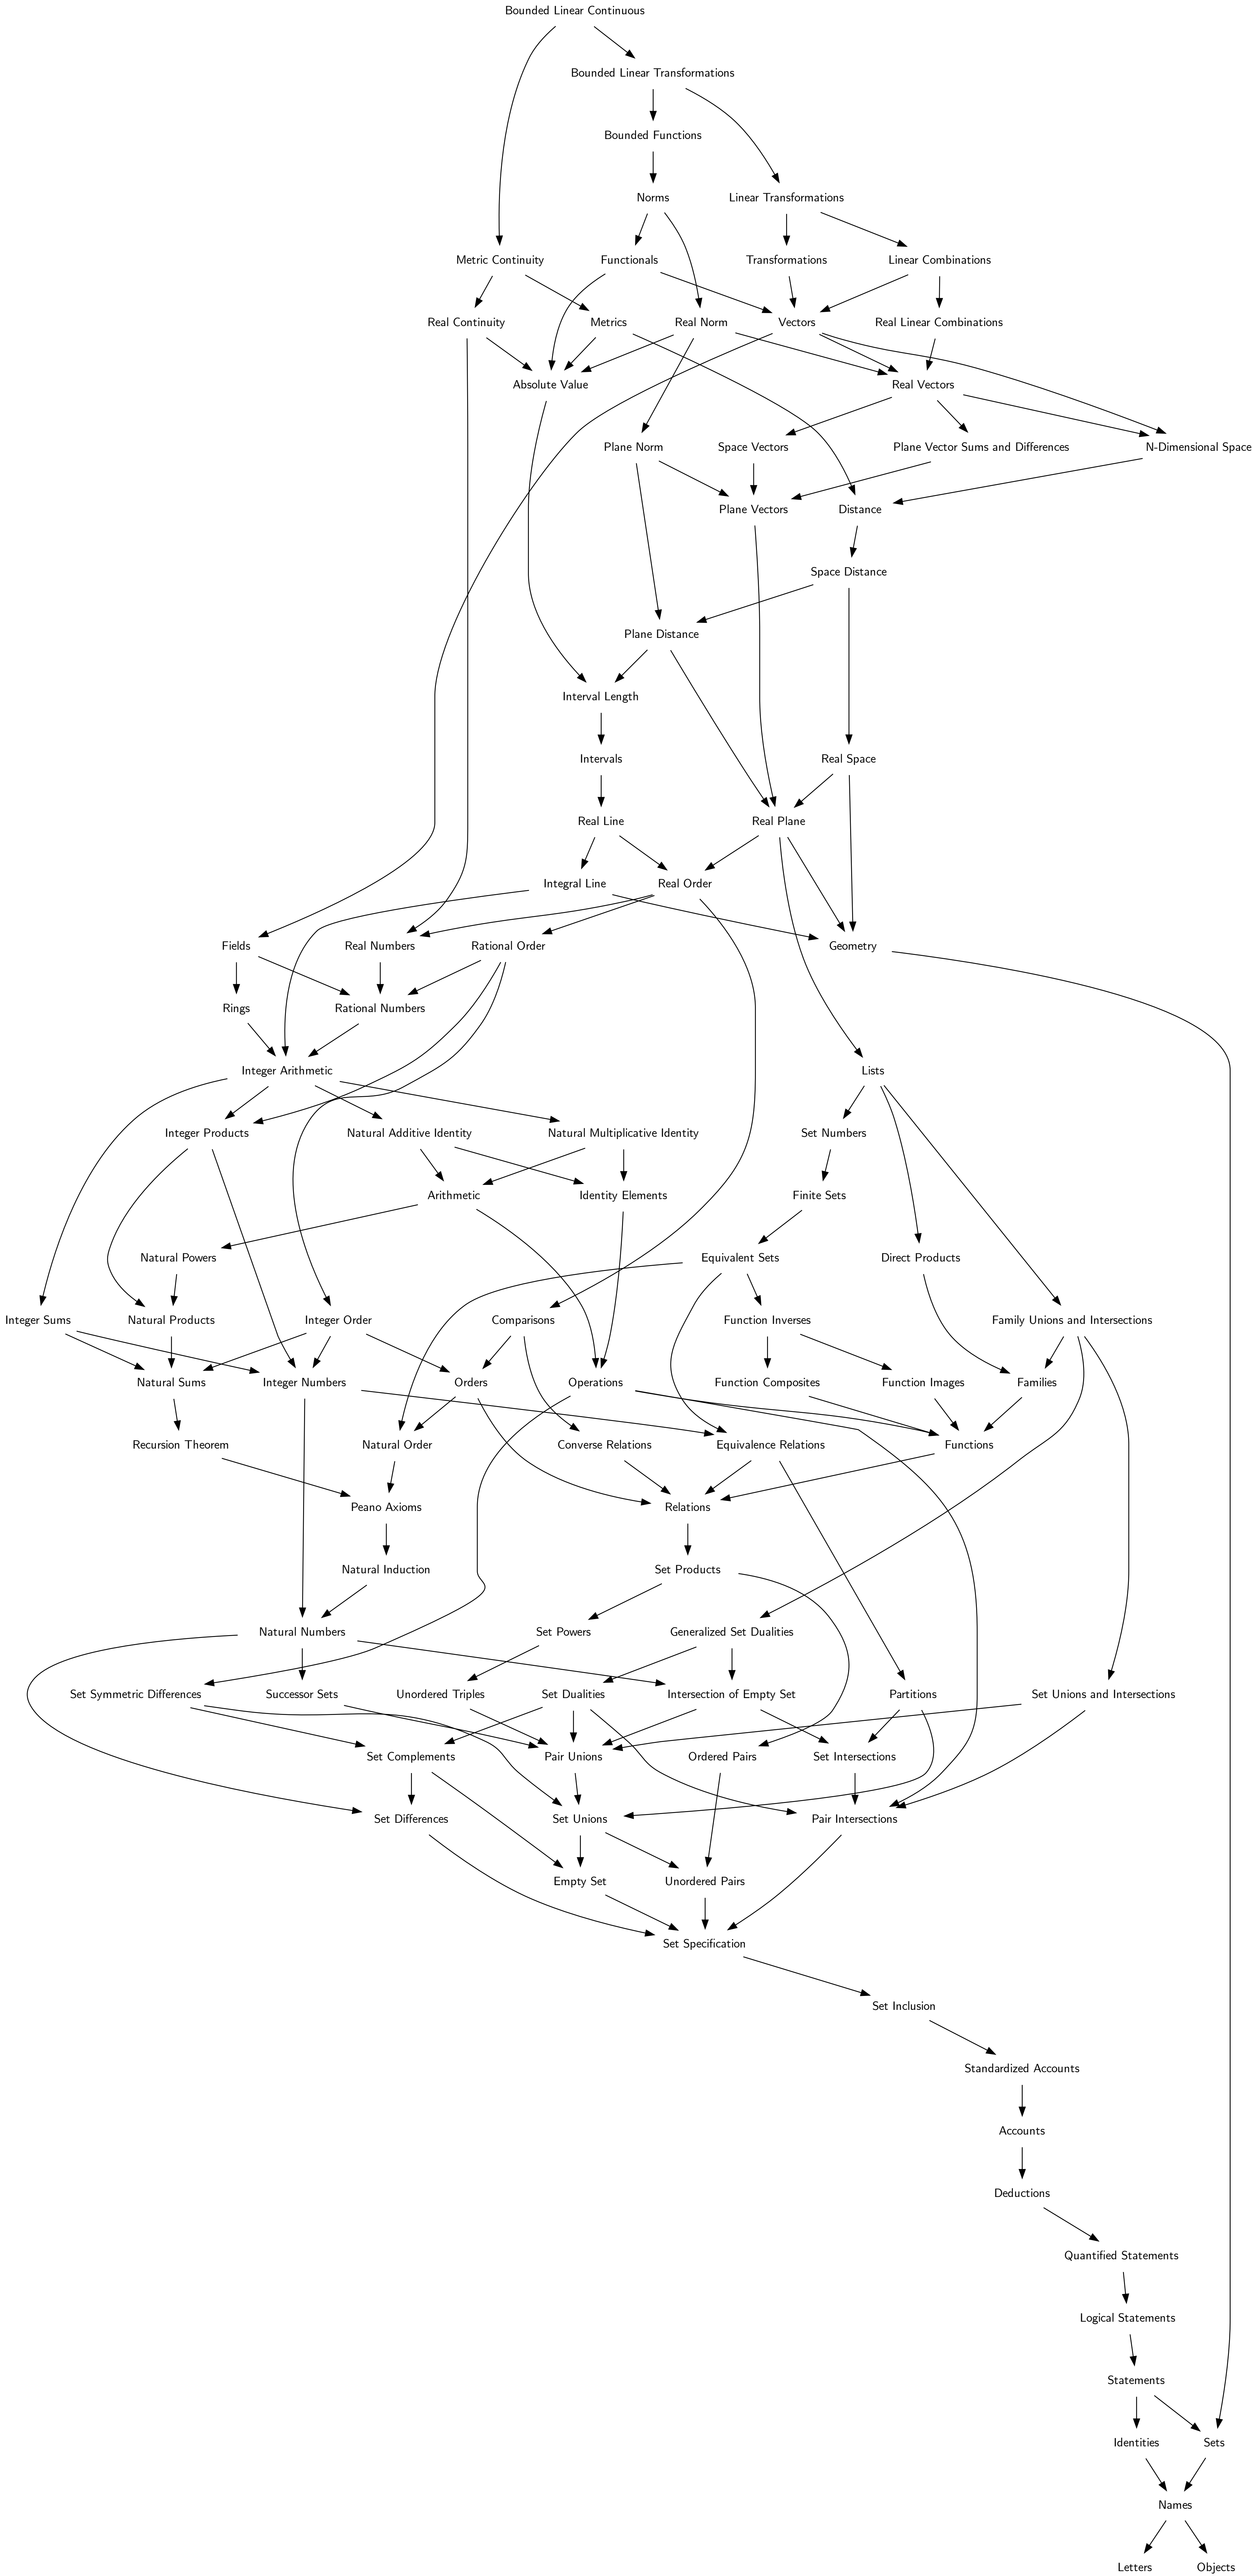 Bounded Linear Continuous
Bounded Linear Transformations
Bounded Functions
Norms
Linear Transformations
Metric Continuity
Functionals
Transformations
Linear Combinations
Real Continuity
Metrics
Real Norm
Vectors
Real Linear Combinations
Absolute Value
Real Vectors
Plane Norm
Space Vectors
Plane Vector Sums and Differences
N-Dimensional Space
Plane Vectors
Distance
Space Distance
Plane Distance
Interval Length
Intervals
Real Space
Real Line
Real Plane
Integral Line
Real Order
Fields
Real Numbers
Rational Order
Geometry
Rings
Rational Numbers
Integer Arithmetic
Lists
Integer Products
Natural Additive Identity
Natural Multiplicative Identity
Set Numbers
Arithmetic
Identity Elements
Finite Sets
Natural Powers
Equivalent Sets
Direct Products
Integer Sums
Natural Products
Integer Order
Comparisons
Function Inverses
Family Unions and Intersections
Natural Sums
Integer Numbers
Orders
Operations
Function Composites
Function Images
Families
Recursion Theorem
Natural Order
Converse Relations
Equivalence Relations
Functions
Peano Axioms
Relations
Natural Induction
Set Products
Natural Numbers
Set Powers
Generalized Set Dualities
Set Symmetric Differences
Successor Sets
Unordered Triples
Set Dualities
Intersection of Empty Set
Partitions
Set Unions and Intersections
Set Complements
Pair Unions
Ordered Pairs
Set Intersections
Set Differences
Set Unions
Pair Intersections
Empty Set
Unordered Pairs
Set Specification
Set Inclusion
Standardized Accounts
Accounts
Deductions
Quantified Statements
Logical Statements
Statements
Identities
Sets
Names
Letters
Objects